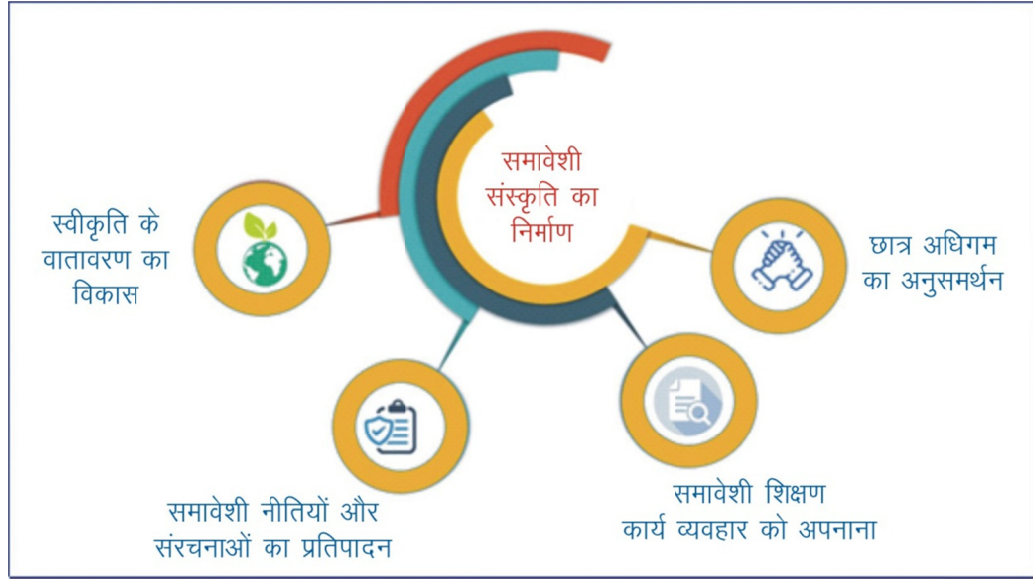 समावेशी
संस्कृति का
निर्माण
स्वीकृति के
वातावरण का
विकास
समावेशी नीतियों और
संरचनाओं का प्रतिपादन
समावेशी शिक्षण
कार्य व्यवहार को अपनाना
छात्र अधिगम
का अनुसमर्थन